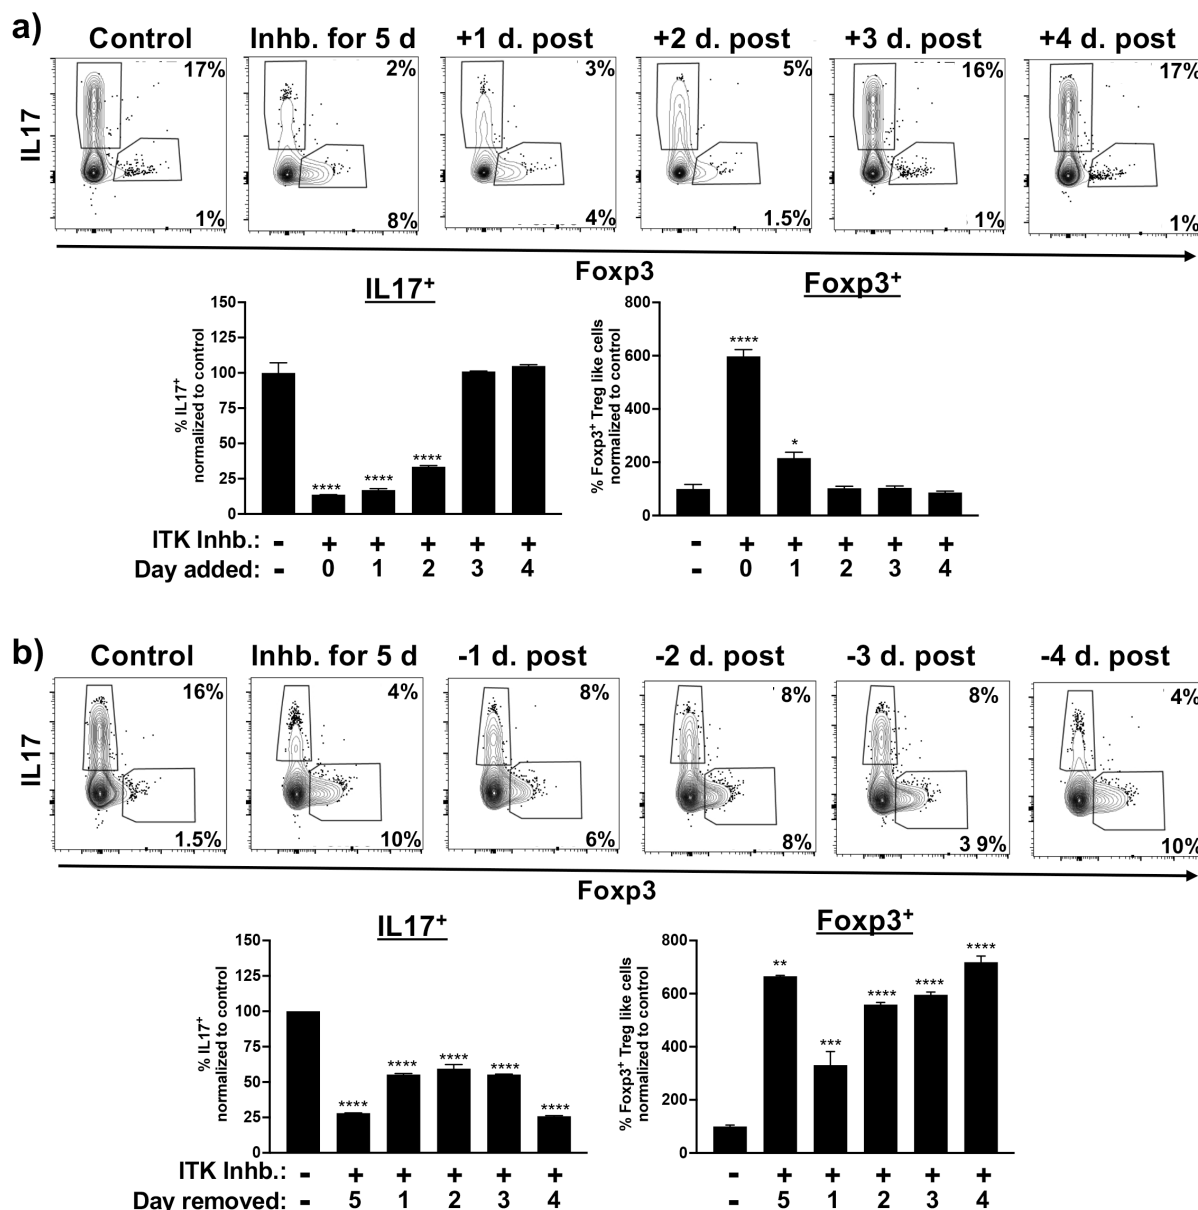 a)
Control Inhb. for 5 d +1 d. post +2 d. post +3 d. post +4 d. post
17% 2% 3% 5% 16% 17%
IL17
1% 8% 4% 1.5% 1% 1%
Foxp3
IL17+
150
125
100
75
50
25
0
% IL17+
normalized to control
**** **** ****
ITK Inhb.: - + + + + +
Day added: - 0 1 2 3 4
Foxp3+
800
600
400
200
0
% Foxp3+ Treg like cells
normalized to control
**** *
- + + + + +
- 0 1 2 3 4
b)
Control Inhb. for 5 d -1 d. post -2 d. post -3 d. post -4 d. post
16% 4% 8% 8% 8% 4%
IL17
1.5% 10% 6% 8% 3 9% 10%
Foxp3
IL17+
150
125
100
75
50
25
0
% IL17+
normalized to control
**** **** **** **** ****
ITK Inhb.: - + + + + +
Day removed: - 5 1 2 3 4
Foxp3+
800
600
400
200
0
% Foxp3+ Treg like cells
normalized to control
** *** **** **** ****
- + + + + +
- 5 1 2 3 4